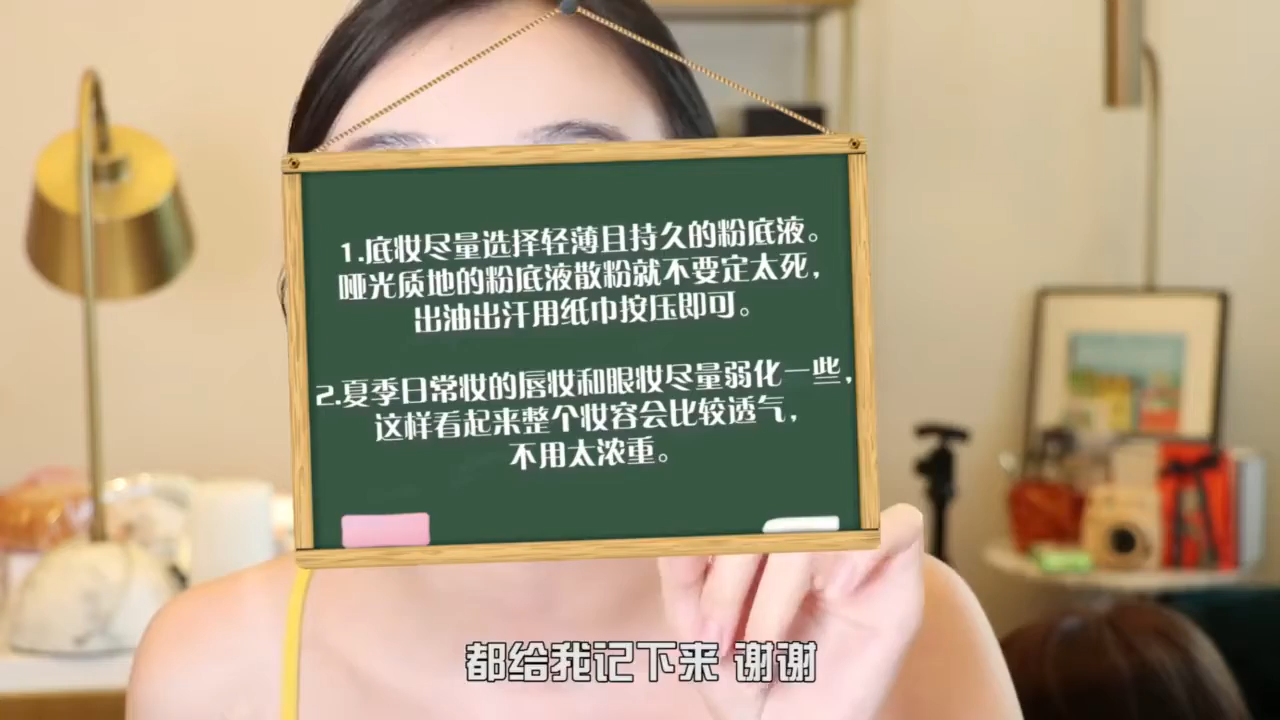 1.底妆尽量选择轻薄且持久的粉底液。
哑光质地的粉底液散粉就不要定太死，
出油出汗用纸巾按压即可。
2.夏季日常妆的唇妆和眼妆尽量弱化一些，
这样看起来整个妆容会比较透气，
不用太浓重。
都给我记下来 谢谢